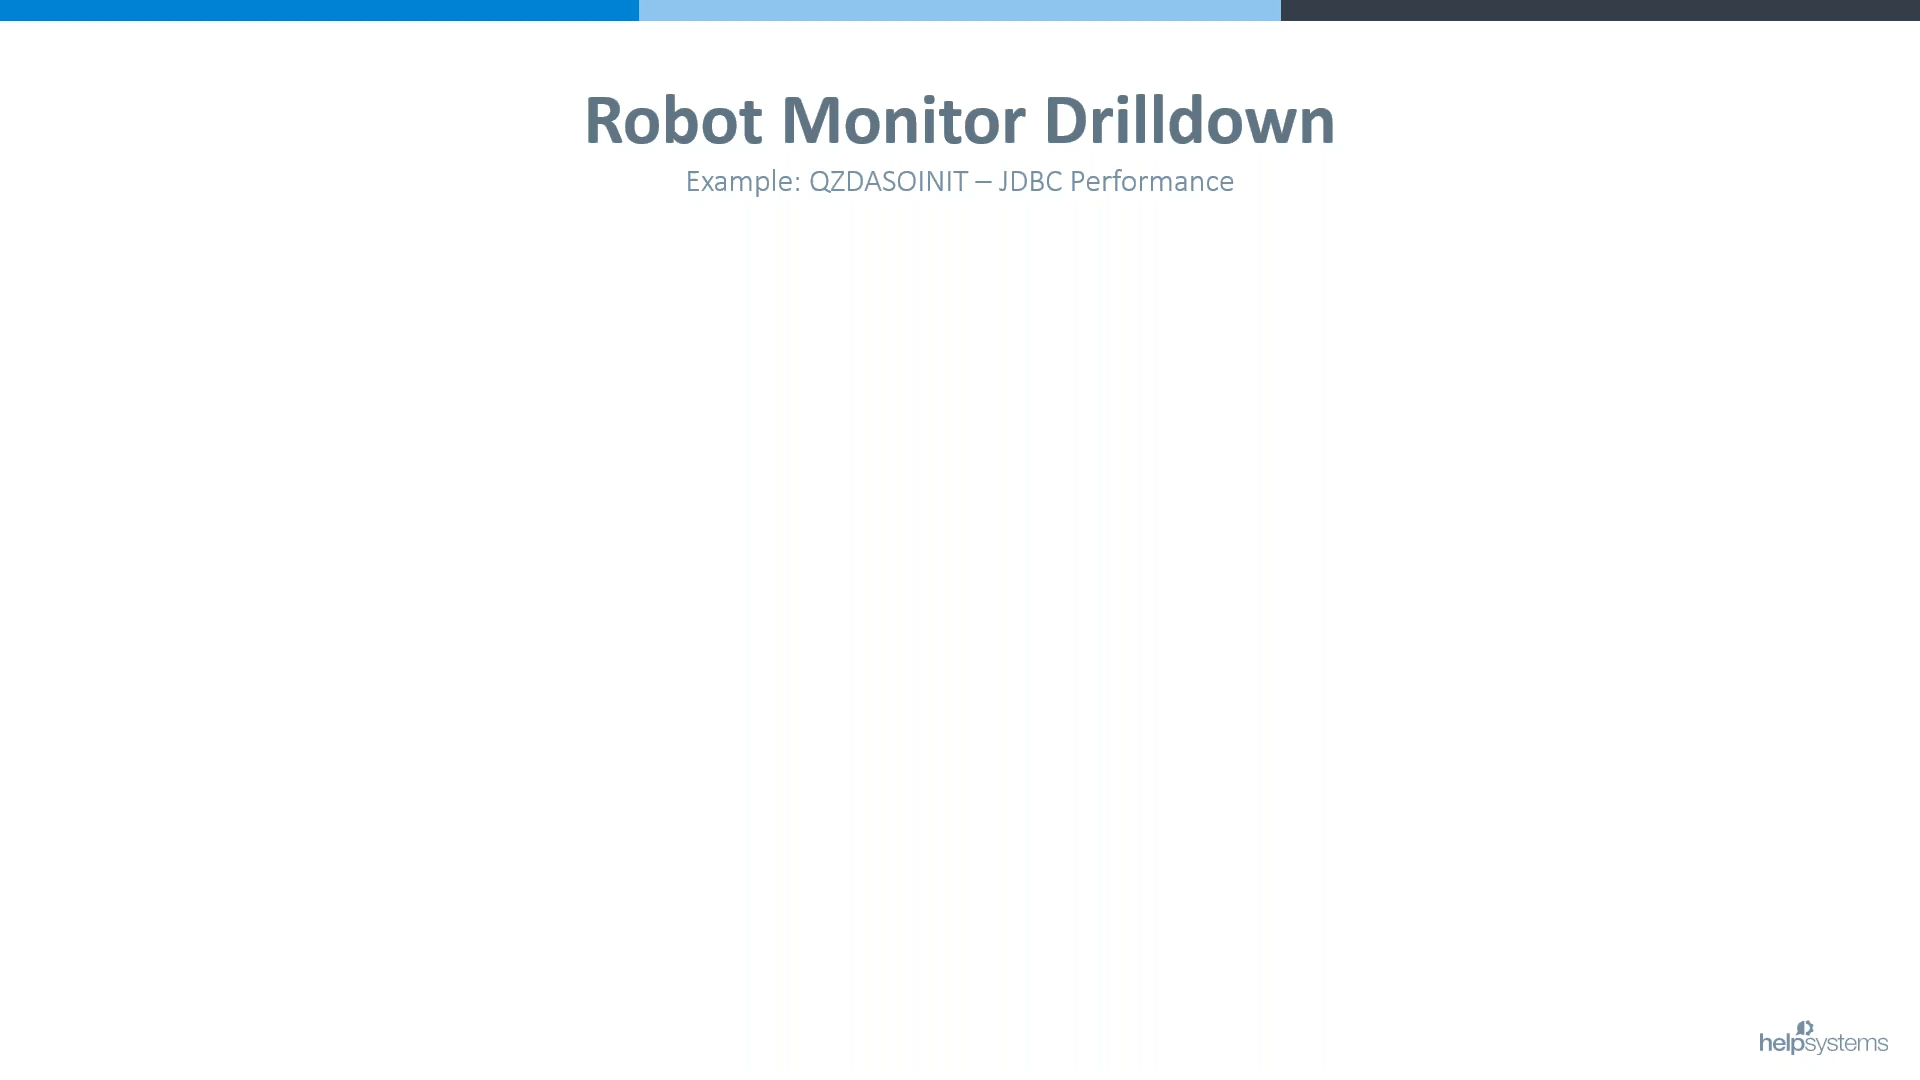 Robot Monitor Drilldown
Example: QZDASOINIT – JDBC Performance
helpsystems